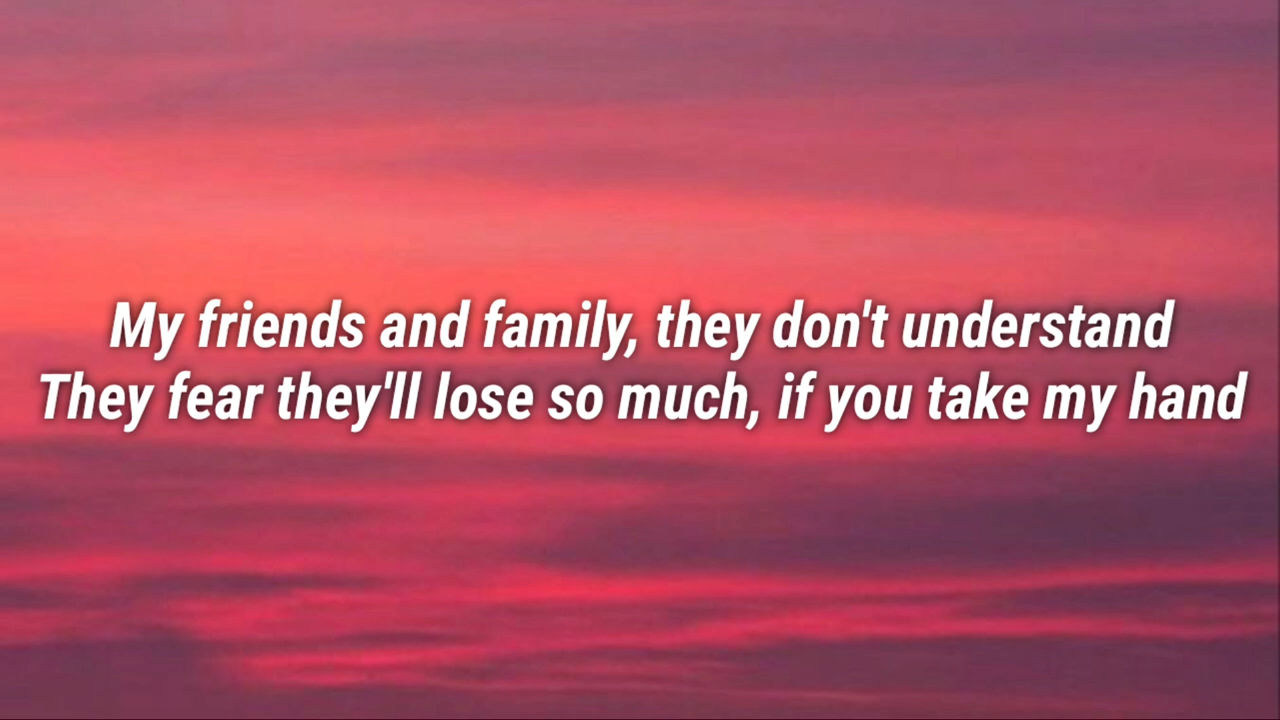 My friends and family, they don't understand
They fear they'll lose so much, if you take my hand